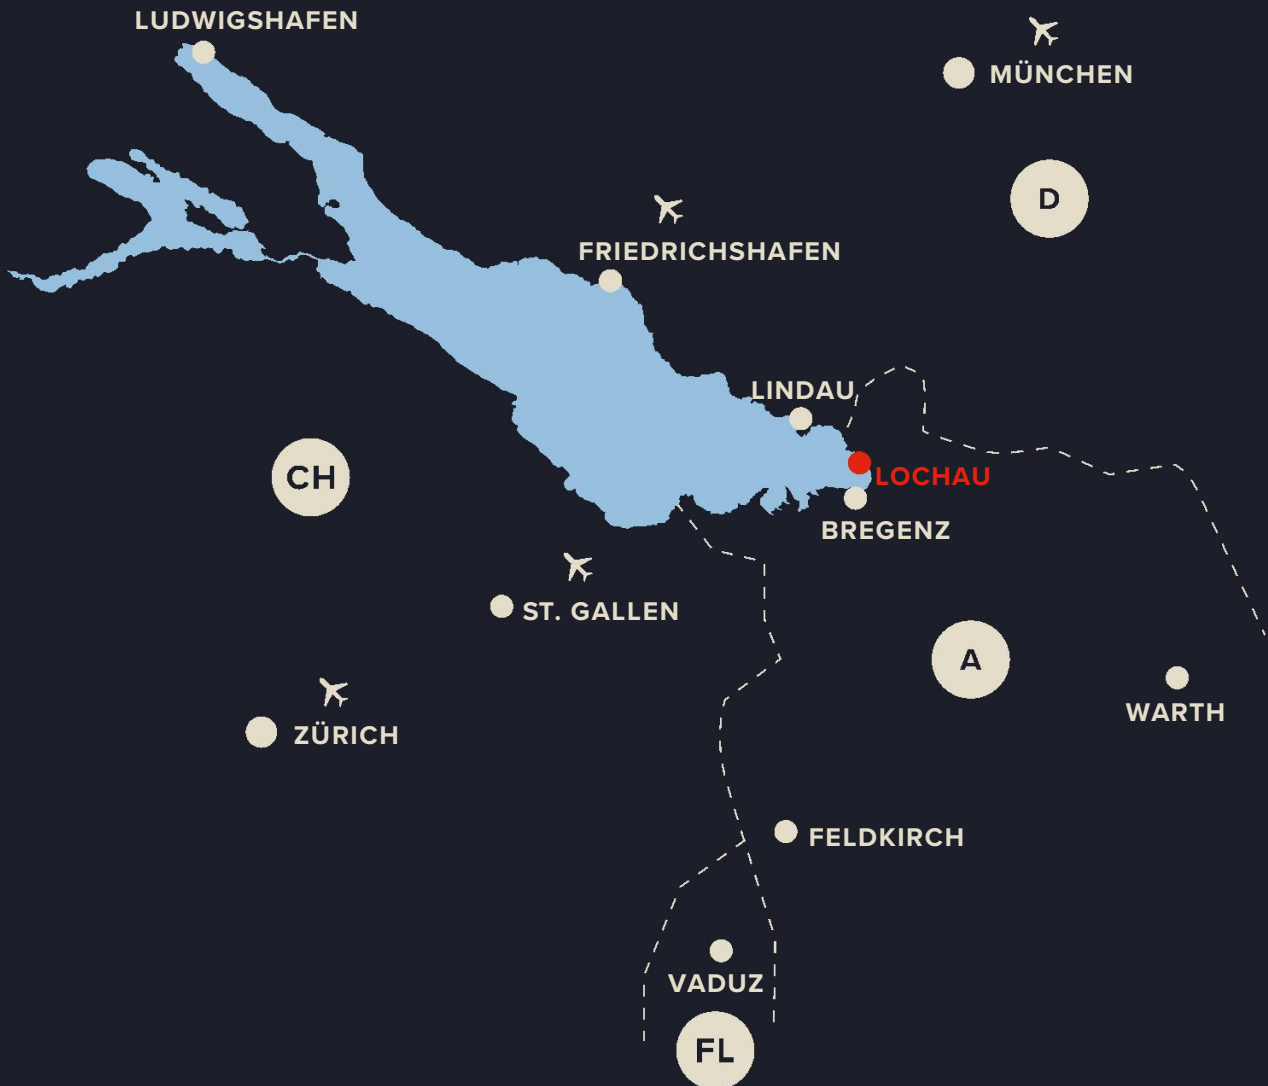 LUDWIGSHAFEN
MÜNCHEN
D
FRIEDRICHSHAFEN
LINDAU
CH
LOCHAU
BREGENZ
ST. GALLEN
A
WARTH
ZÜRICH
FELDKIRCH
VADUZ
FL